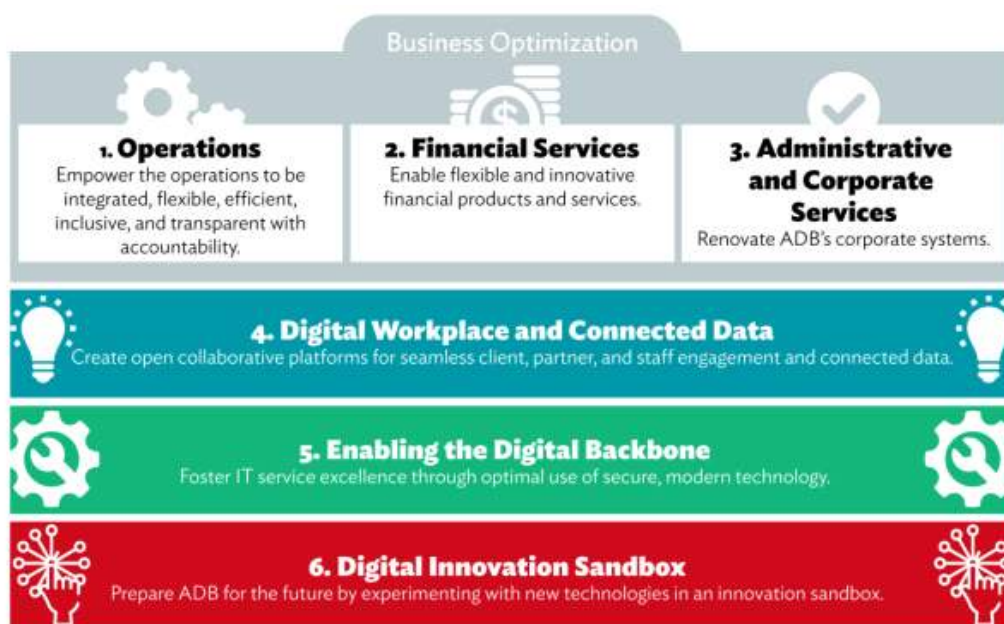 Business Optimization
1. Operations
Empower the operations to be
integrated, flexible, efficient,
inclusive, and transparent with
accountability.
2. Financial Services
Enable flexible and innovative
financial products and services.
3. Administrative
and Corporate
Services
Renovate ADB's corporate systems.
4. Digital Workplace and Connected Data
Create open collaborative platforms for seamless client, partner, and staff engagement and connected data.
5. Enabling the Digital Backbone
Foster IT service excellence through optimal use of secure, modern technology.
6. Digital Innovation Sandbox
Prepare ADB for the future by experimenting with new technologies in an innovation sandbox.